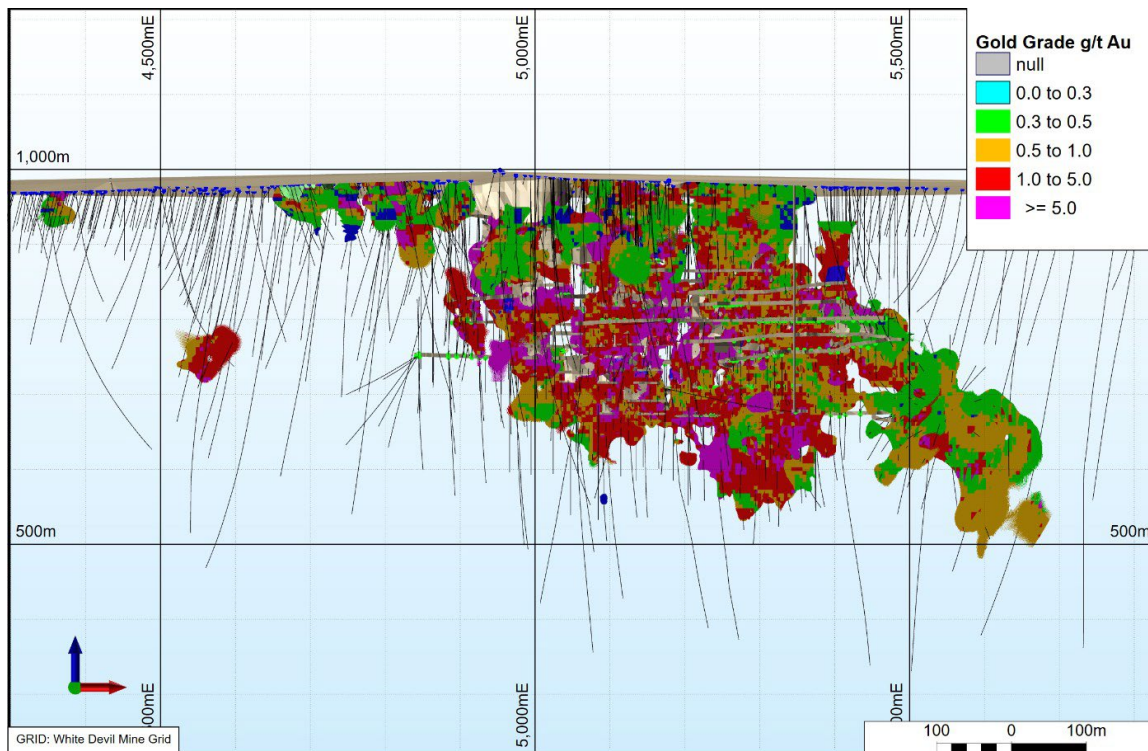 4,500mE
5,000mE
5,500mE
Gold Grade g/t Au
null
0.0 to 0.3
0.3 to 0.5
0.5 to 1.0
1.0 to 5.0
>= 5.0
1,000m
500m
500m
5,000mE
GRID: White Devil Mine Grid
100 0 100m